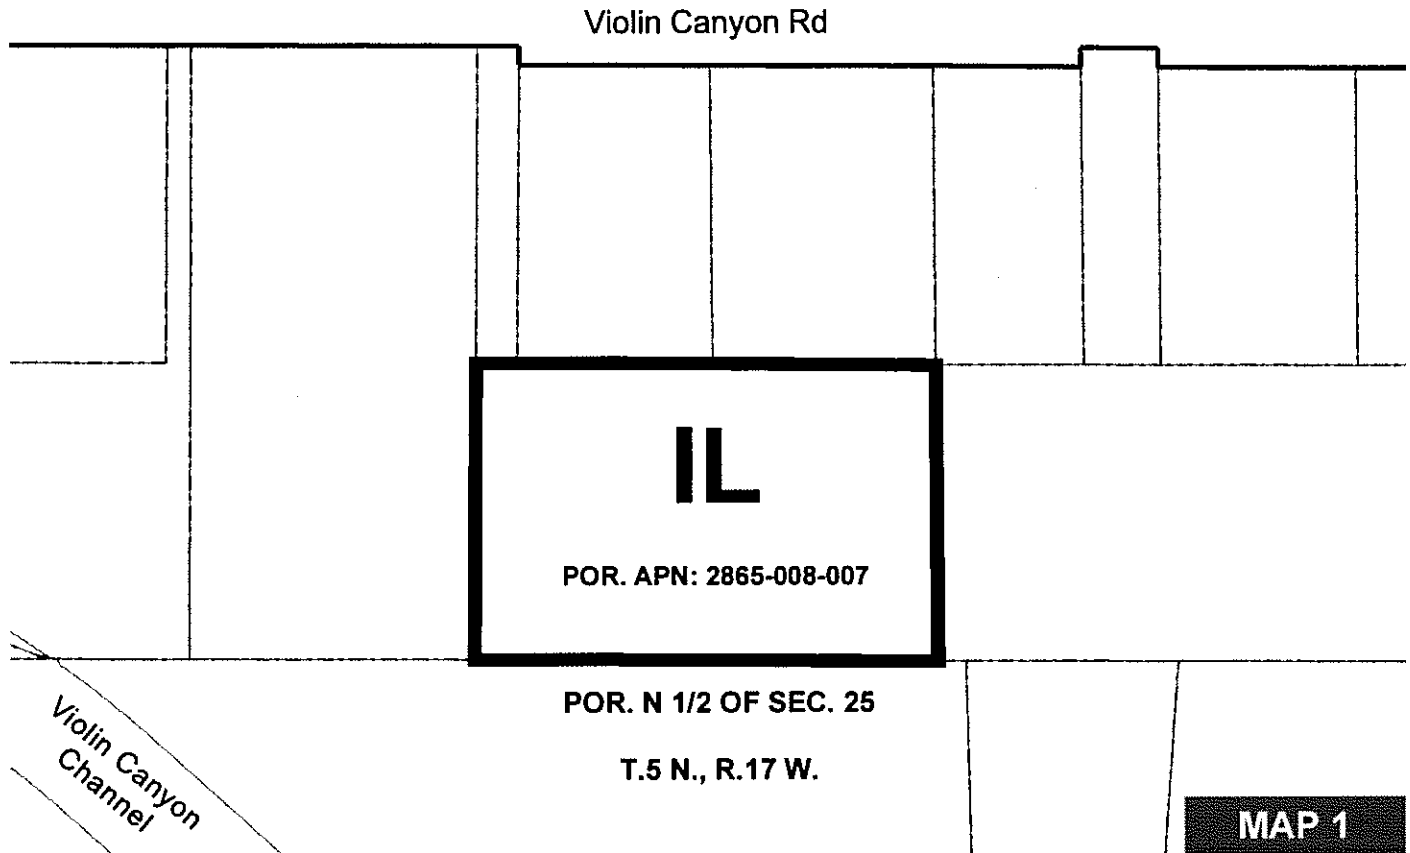 Violin Canyon Rd
IL
POR. APN: 2865-008-007
POR. N 1/2 OF SEC. 25
T.5 N., R.17 W.
Violin Canyon
Channel
MAP 1